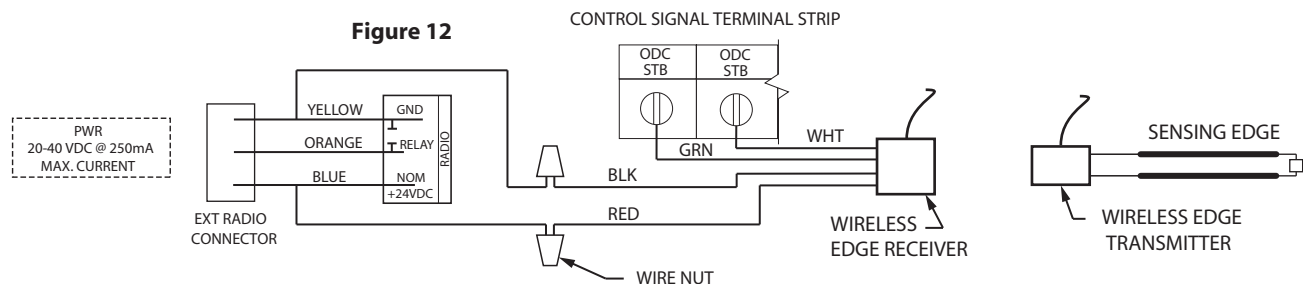 Figure 12
CONTROL SIGNAL TERMINAL STRIP
ODC
STB
ODC
STB
PWR
20-40 VDC @ 250mA
MAX. CURRENT
YELLOW
GND
ORANGE
RELAY
RADIO
BLUE
NOM
+24VDC
EXT RADIO
CONNECTOR
WHT
GRN
BLK
RED
WIRE NUT
WIRELESS
EDGE RECEIVER
SENSING EDGE
WIRELESS EDGE
TRANSMITTER